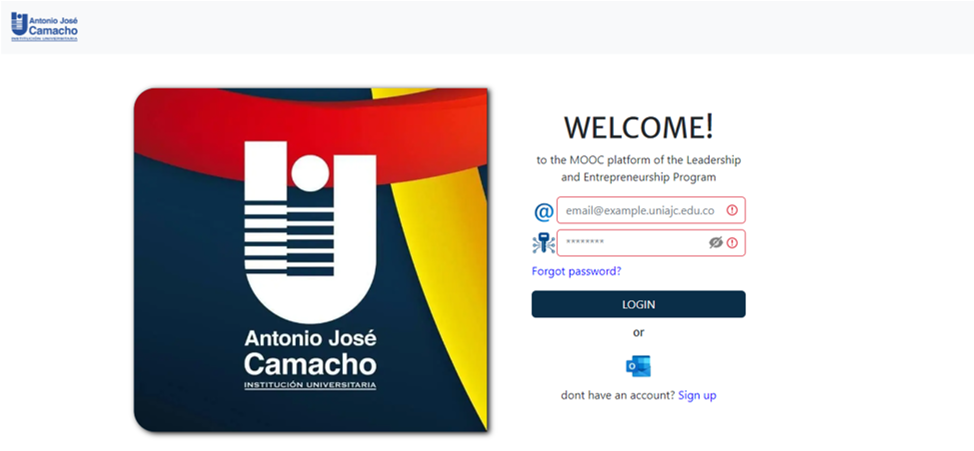 Antonio José
Camacho
INSTITUCIÓN UNIVERSITARIA
Antonio José
Camacho
INSTITUCIÓN UNIVERSITARIA
WELCOME!
to the MOOC platform of the Leadership
and Entrepreneurship Program
@ email@example.uniajc.edu.co
********
Forgot password?
LOGIN
or
dont have an account? Sign up